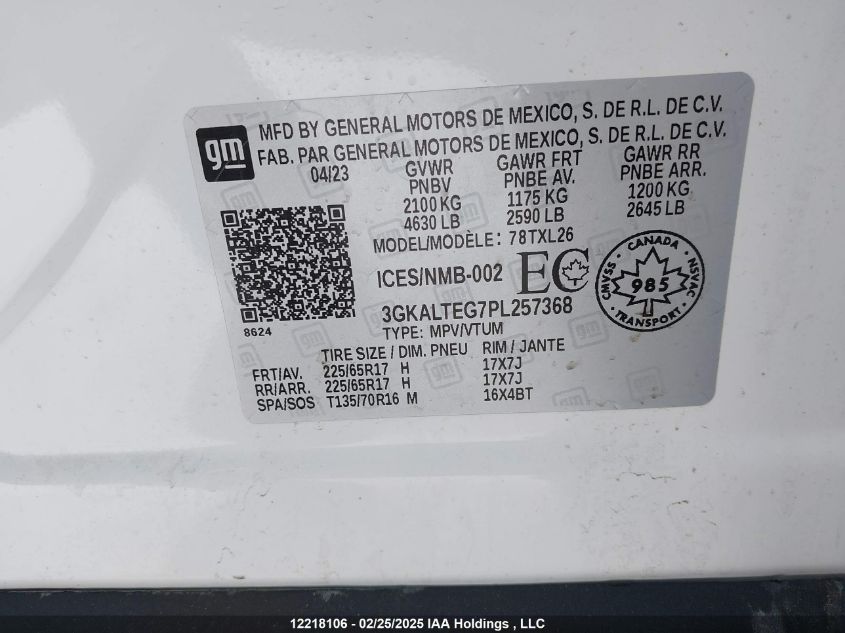 gm
MFD BY GENERAL MOTORS DE MEXICO, S. DE R.L. DE C.V.
FAB. PAR GENERAL MOTORS DE MEXICO, S. DE R.L. DE C.V.
04/23 GVWR GAWR FRT GAWR RR
PNBV PNBE AV. PNBE ARR.
2100 KG 1175 KG 1200 KG
4630 LB 2590 LB 2645 LB
MODEL/MODÈLE: 78TXL26
ICES/NMB-002 EC
CANADA
CMVSS NSVAC
985
TRANSPORT
3GKALTEG7PL257368
8624
TYPE: MPV/VTUM
TIRE SIZE / DIM. PNEU RIM / JANTE
FRT/AV. 225/65R17 H 17X7J
RR/ARR. 225/65R17 H 17X7J
SPA/SOS T135/70R16 M 16X4BT
12218106 - 02/25/2025 IAA Holdings , LLC